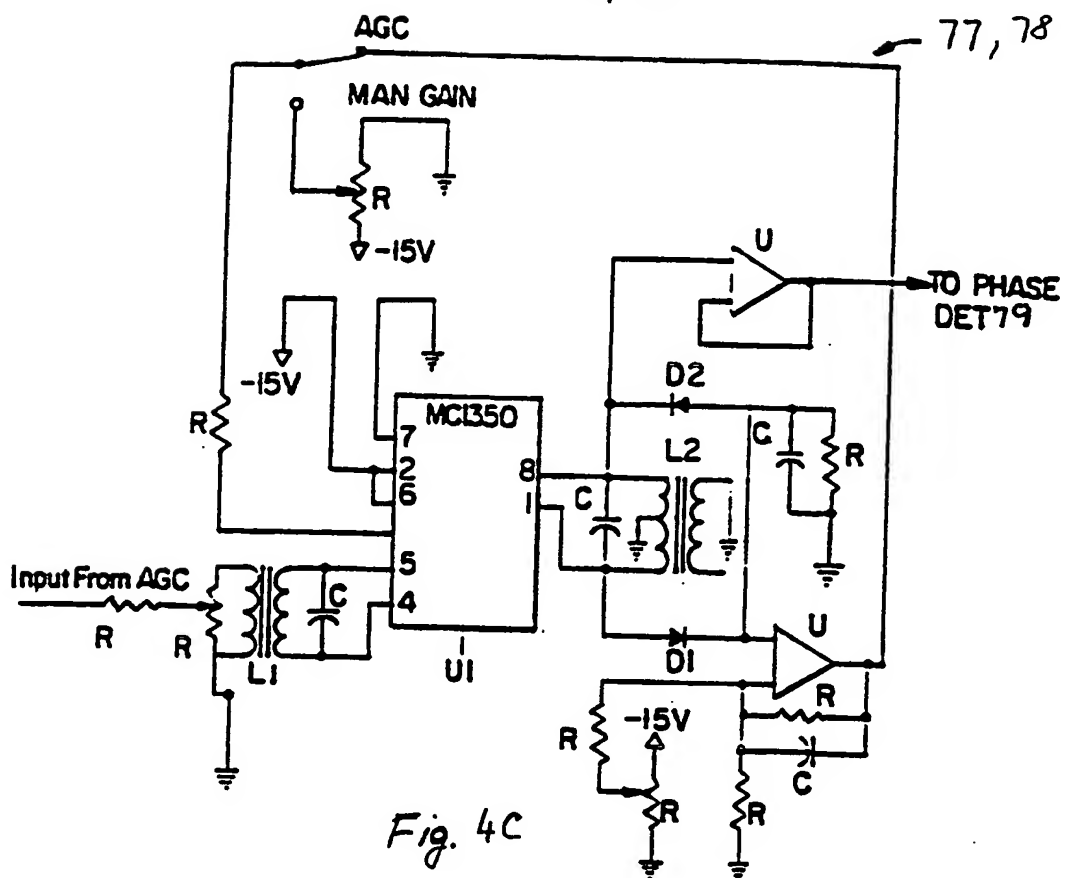 AGC
77, 78
MAN GAIN
R
-15V
U
TO PHASE
DET79
-15V
D2
R
MC1350
7
2
6
8
1
L2
C
C
R
Input From AGC
R
R
L1
C
5
4
U1
D1
U
R
-15V
R
C
R
R
Fig. 4C